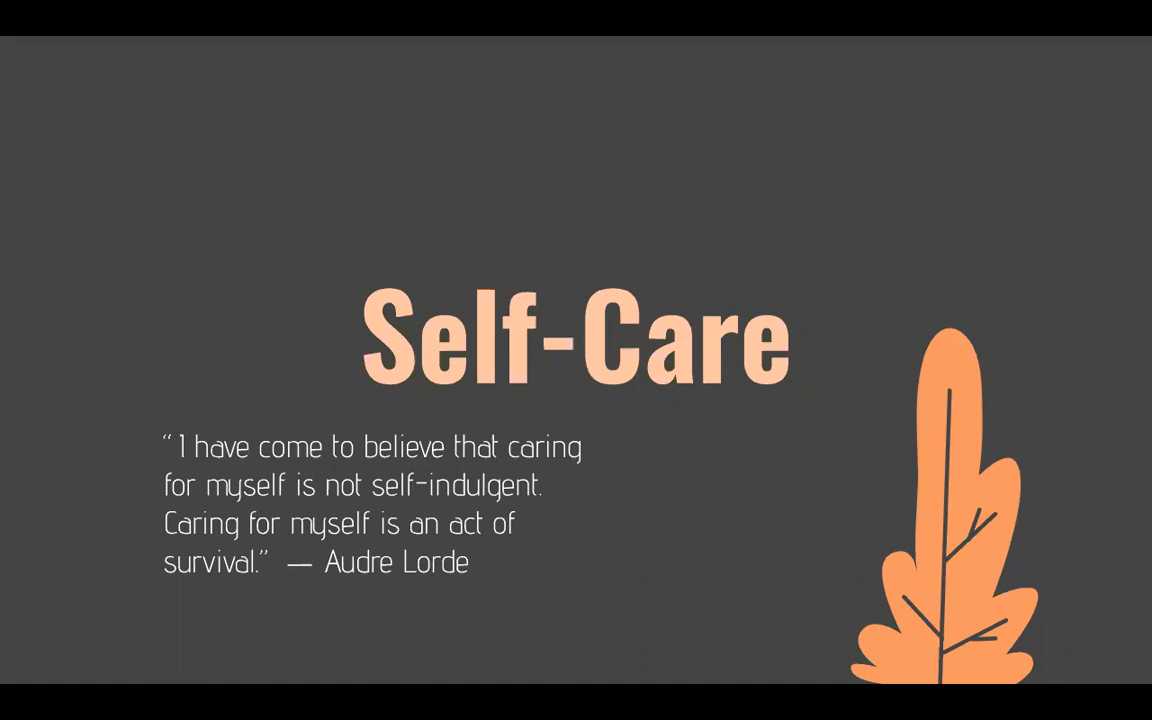 Self-Care
“ I have come to believe that caring
for myself is not self-indulgent.
Caring for myself is an act of
survival.” — Audre Lorde